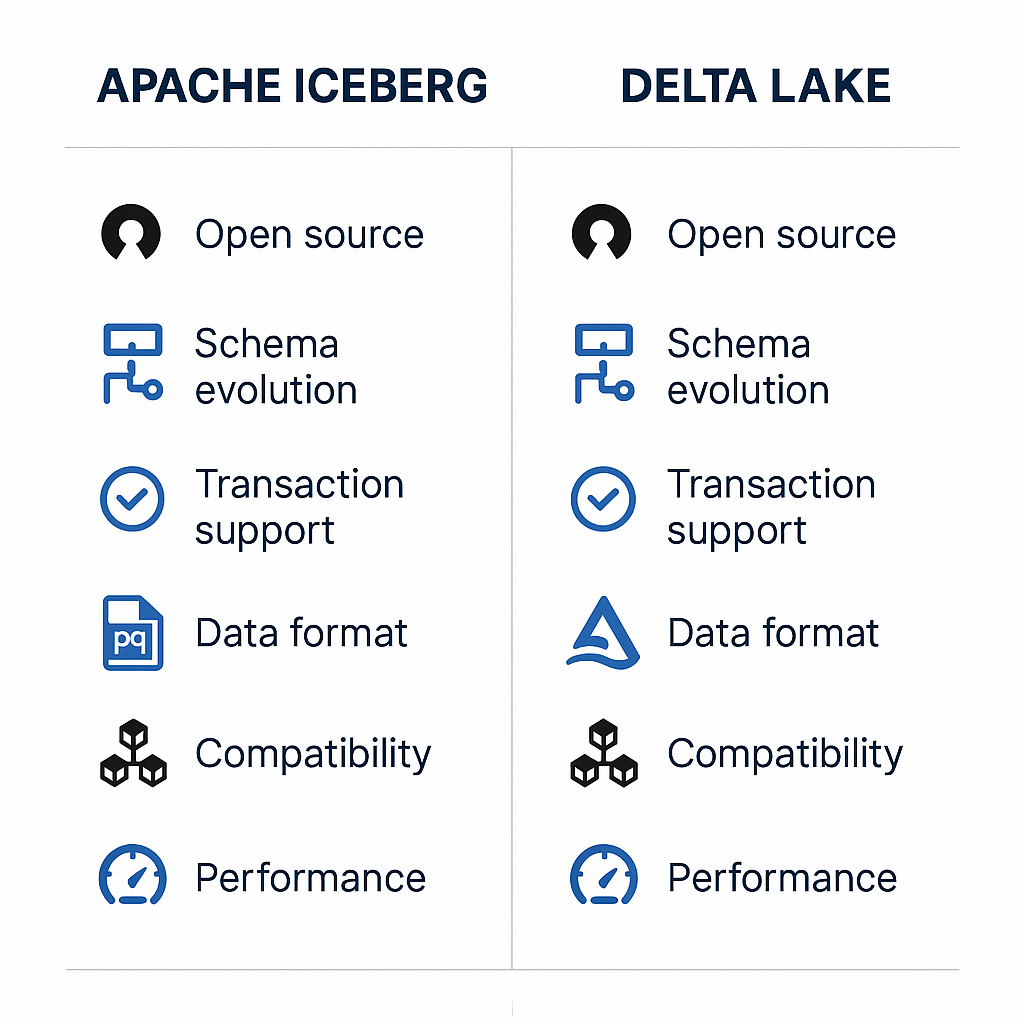 APACHE ICEBERG
Open source
Schema
evolution
Transaction
support
pq
Data format
Compatibility
Performance
DELTA LAKE
Open source
Schema
evolution
Transaction
support
Data format
Compatibility
Performance